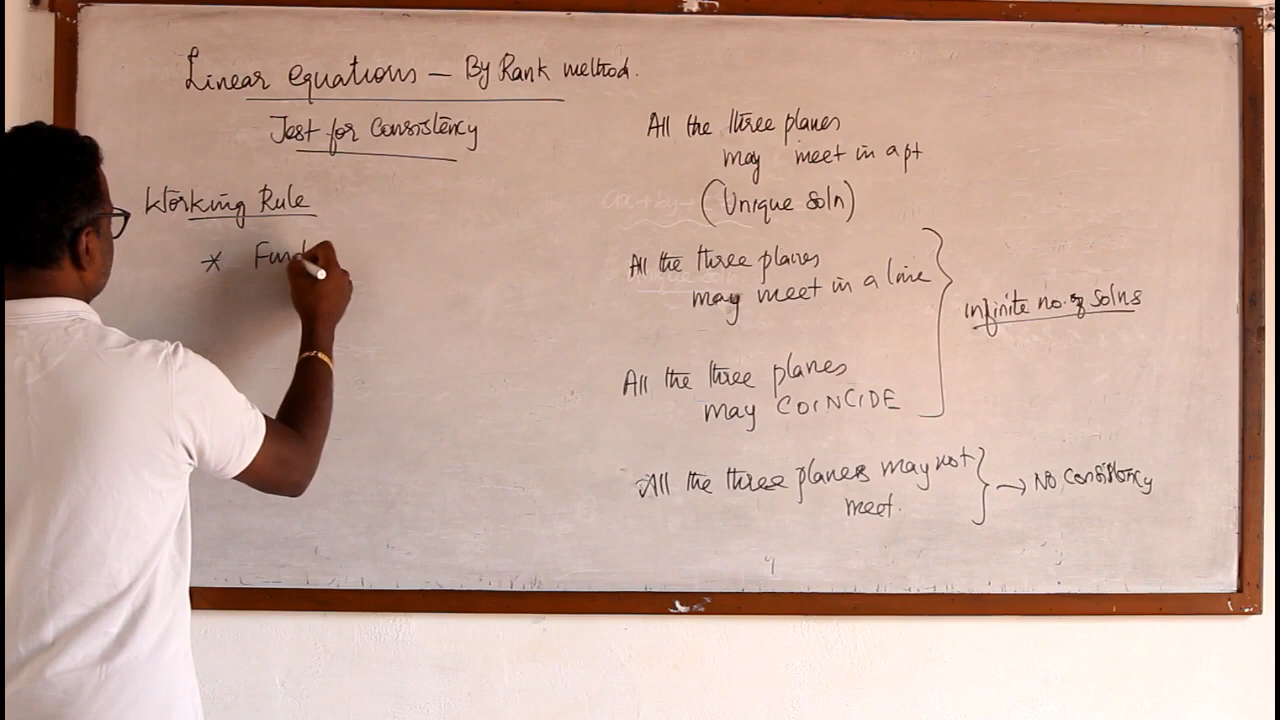 Linear equations – By Rank method.
Test for Consistency
Working Rule
* Find
All the three planes
may meet in a pt
(Unique soln)
All the three planes
may meet in a line
infinite no. of solns
All the three planes
may COINCIDE
All the three planes may not
meet.
→ No Consistency